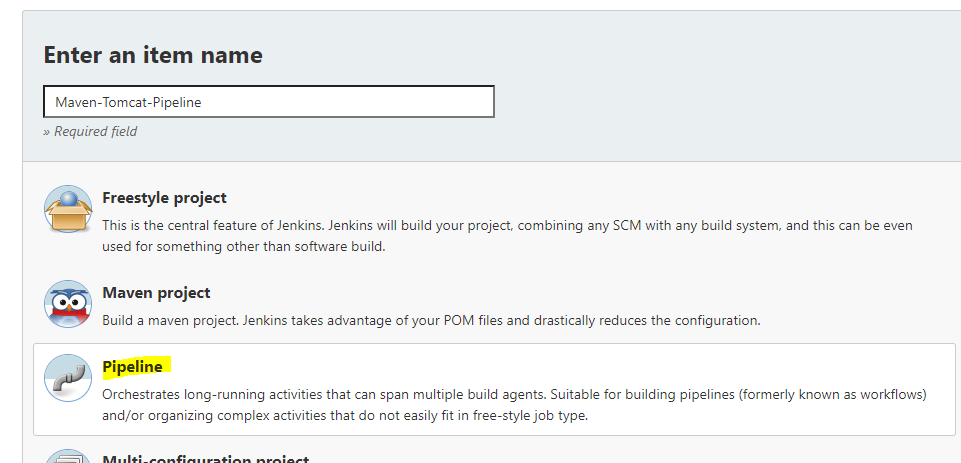 Enter an item name
Maven-Tomcat-Pipeline
» Required field
Freestyle project
This is the central feature of Jenkins. Jenkins will build your project, combining any SCM with any build system, and this can be even
used for something other than software build.
Maven project
Build a maven project. Jenkins takes advantage of your POM files and drastically reduces the configuration.
Pipeline
Orchestrates long-running activities that can span multiple build agents. Suitable for building pipelines (formerly known as workflows)
and/or organizing complex activities that do not easily fit in free-style job type.
Multi-configuration project